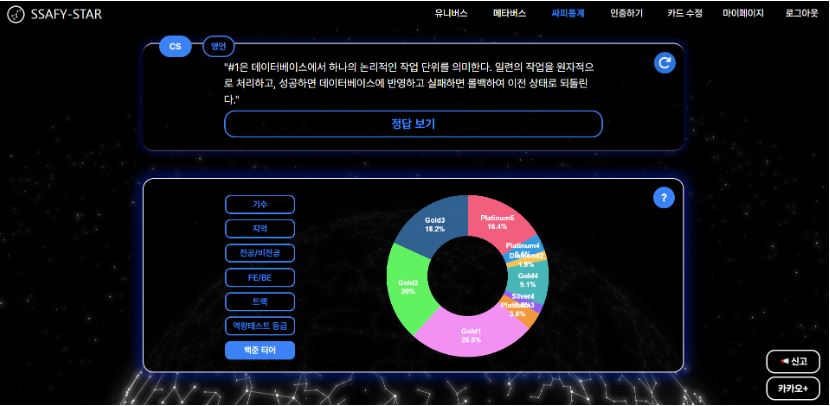 SSAFY-STAR
유니버스 메타버스 싸피통계 인증하기 카드 수정 마이페이지 로그아웃
CS 명언
"#1은 데이터베이스에서 하나의 논리적인 작업 단위를 의미한다. 일련의 작업을 원자적으
로 처리하고, 성공하면 데이터베이스에 반영하고 실패하면 롤백하여 이전 상태로 되돌린
다."
정답 보기
?
기수
지역
전공/비전공
FE/BE
트랙
역량테스트 등급
백준 티어
Platinum5
16.4%
Platinum4
Diamond2
1.8%
Gold4
9.1%
Silver4
Platinum3
3.6%
Gold1
Gold2
Gold3
18.2%
신고
카카오+